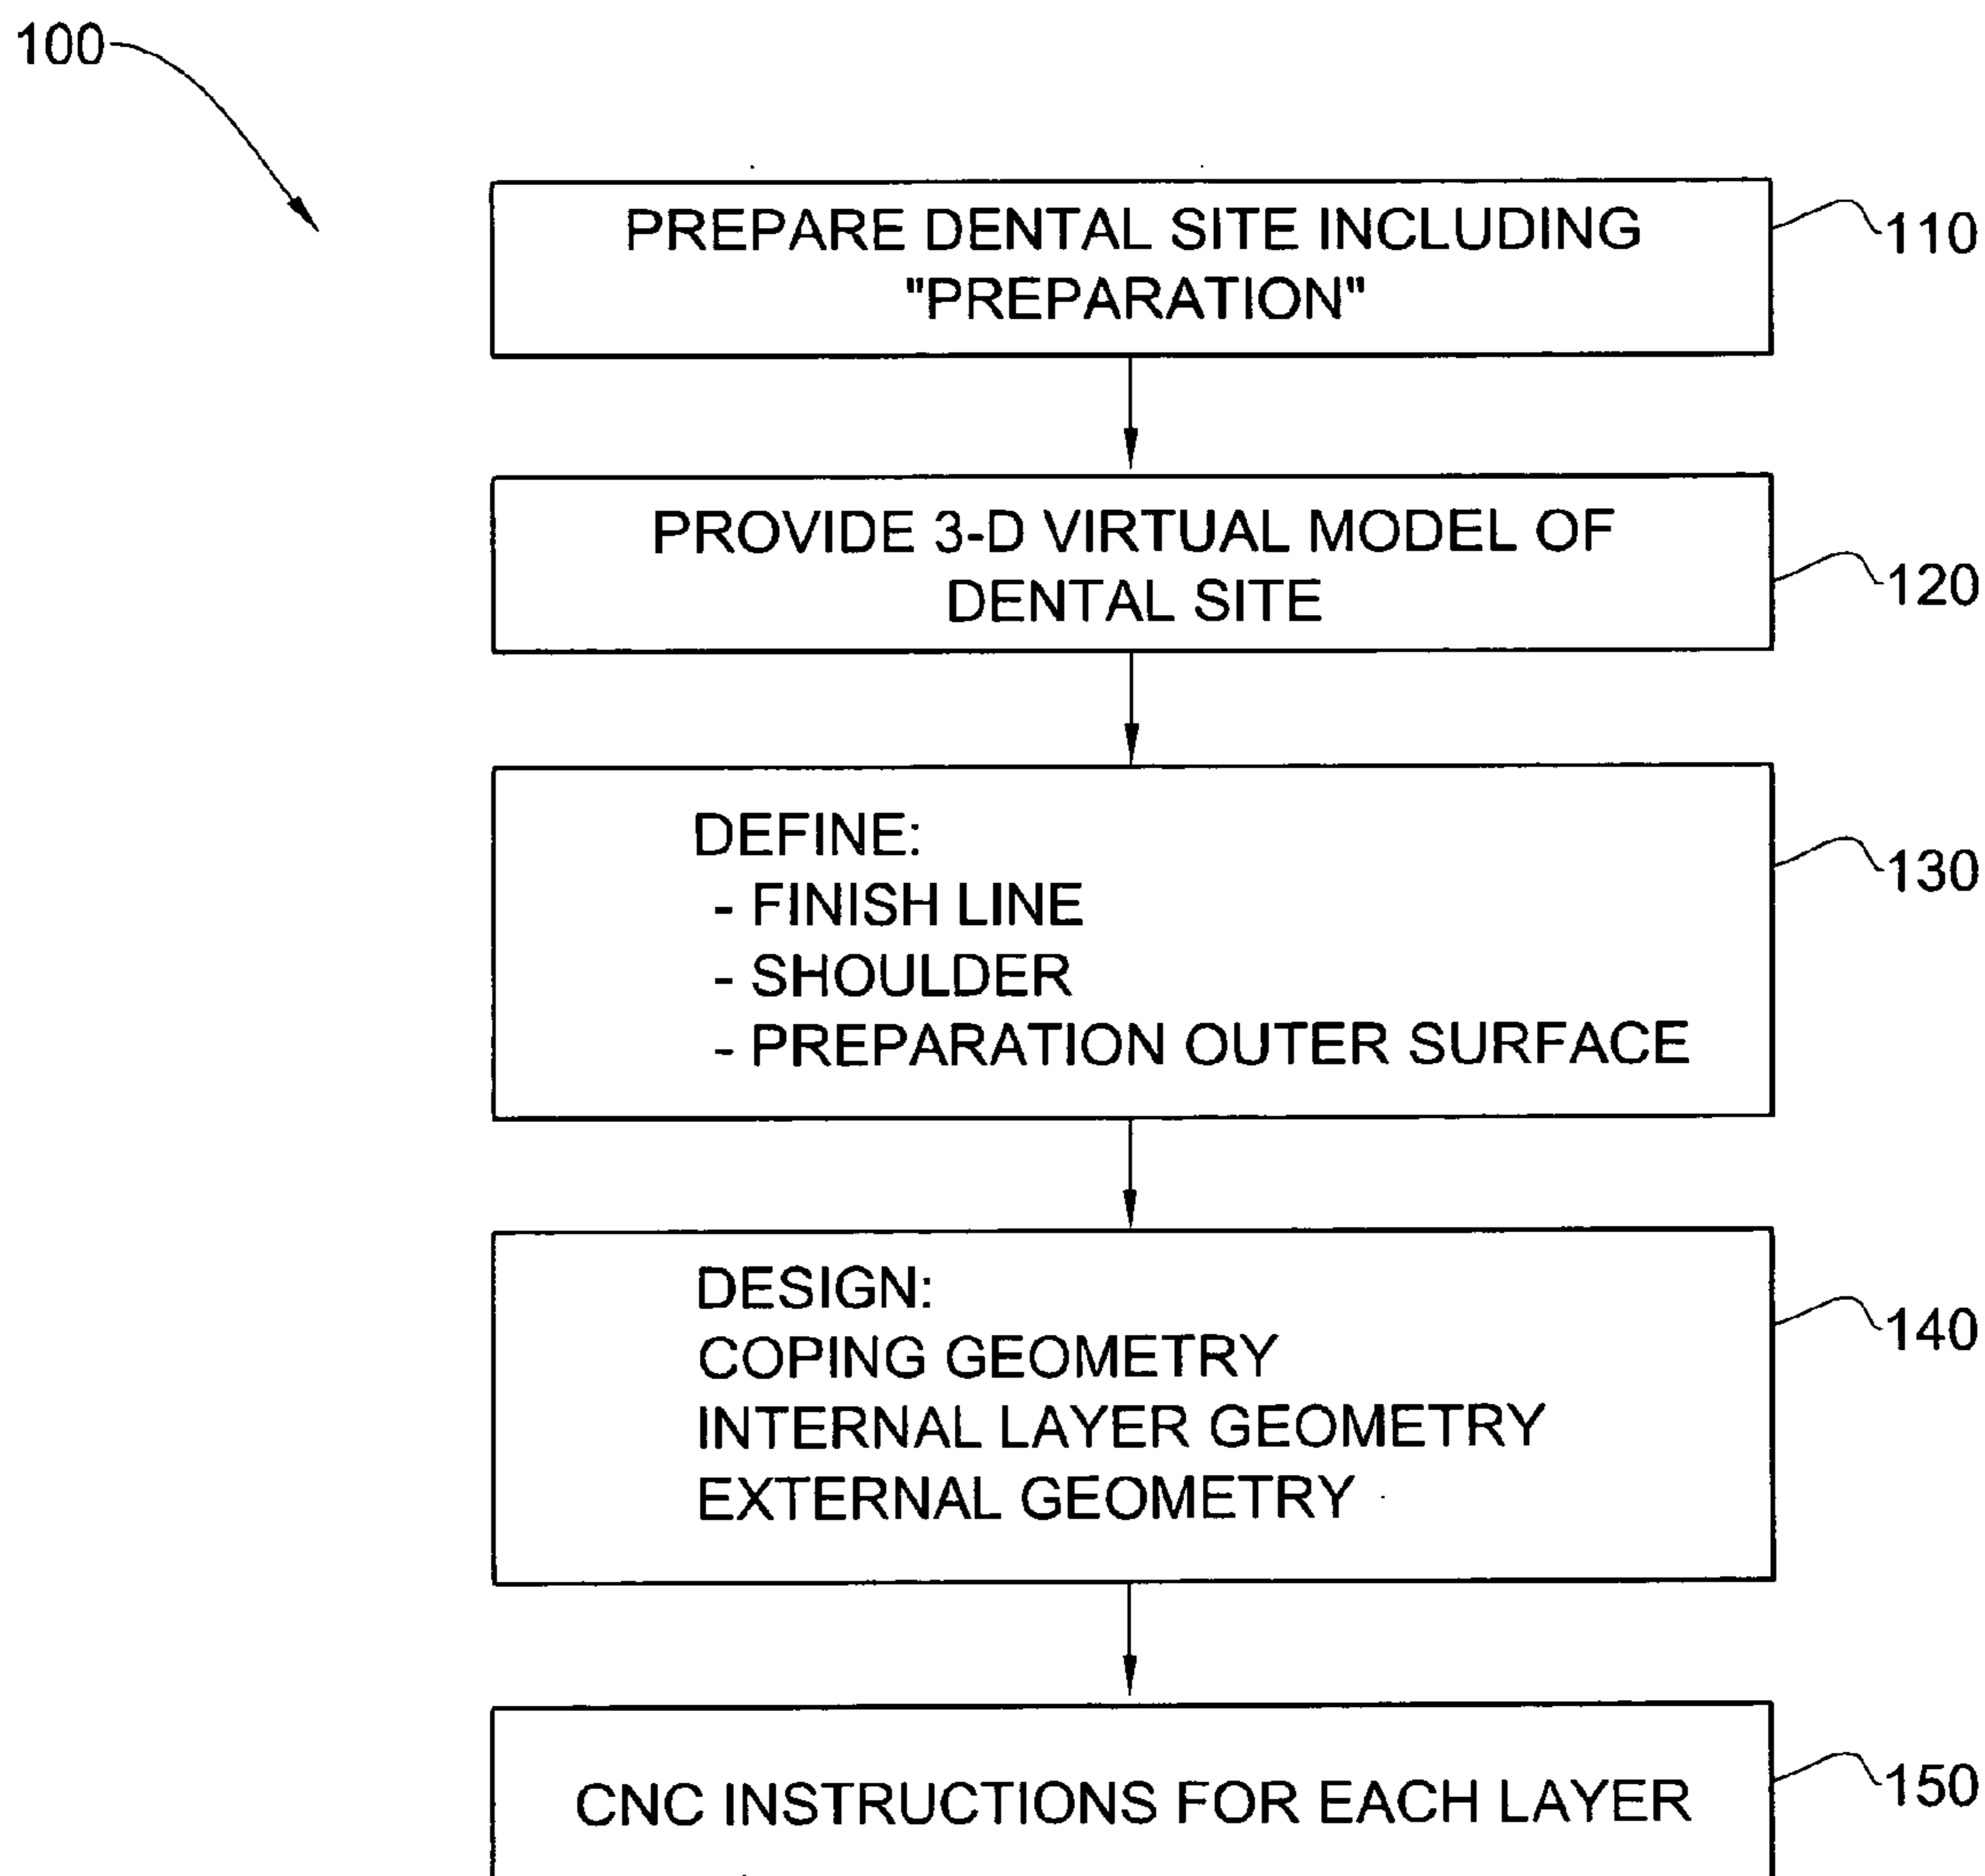 100
PREPARE DENTAL SITE INCLUDING
"PREPARATION"
110
PROVIDE 3-D VIRTUAL MODEL OF
DENTAL SITE
120
DEFINE:
- FINISH LINE
- SHOULDER
- PREPARATION OUTER SURFACE
130
DESIGN:
COPING GEOMETRY
INTERNAL LAYER GEOMETRY
EXTERNAL GEOMETRY
140
CNC INSTRUCTIONS FOR EACH LAYER
150